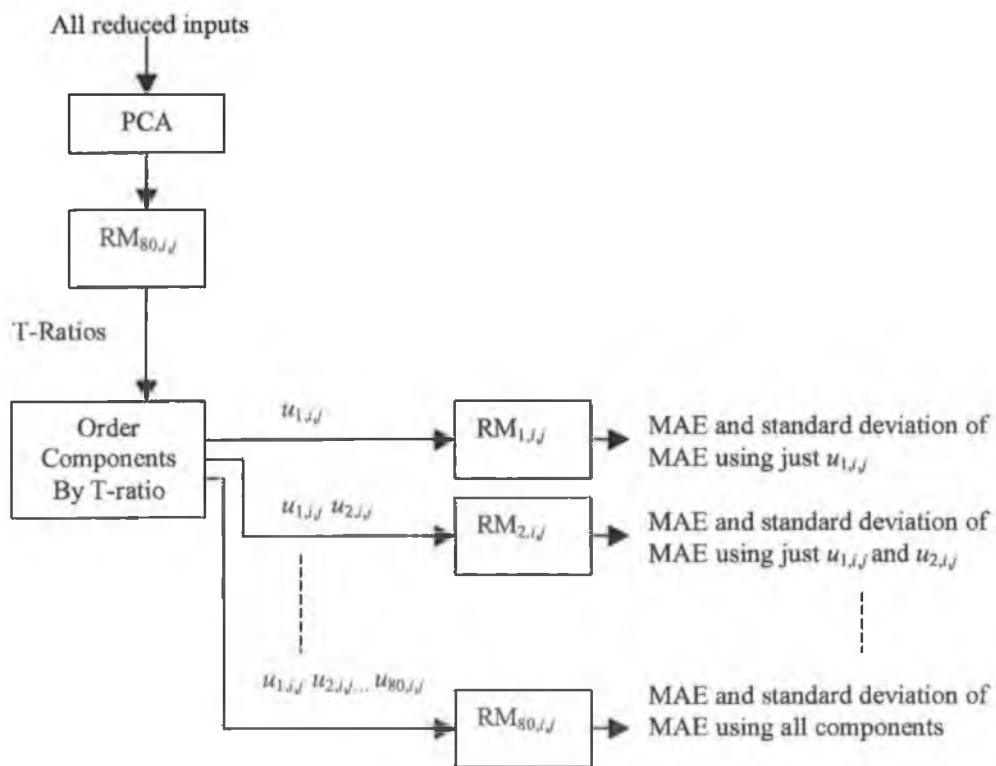 All reduced inputs
PCA
RM80,i,j
T-Ratios
Order
Components
By T-ratio
u1,i,j
RM1,i,j
MAE and standard deviation of
MAE using just u1,i,j
u1,i,j u2,i,j
RM2,i,j
MAE and standard deviation of
MAE using just u1,i,j and u2,i,j
u1,i,j u2,i,j... u80,i,j
RM80,i,j
MAE and standard deviation of
MAE using all components